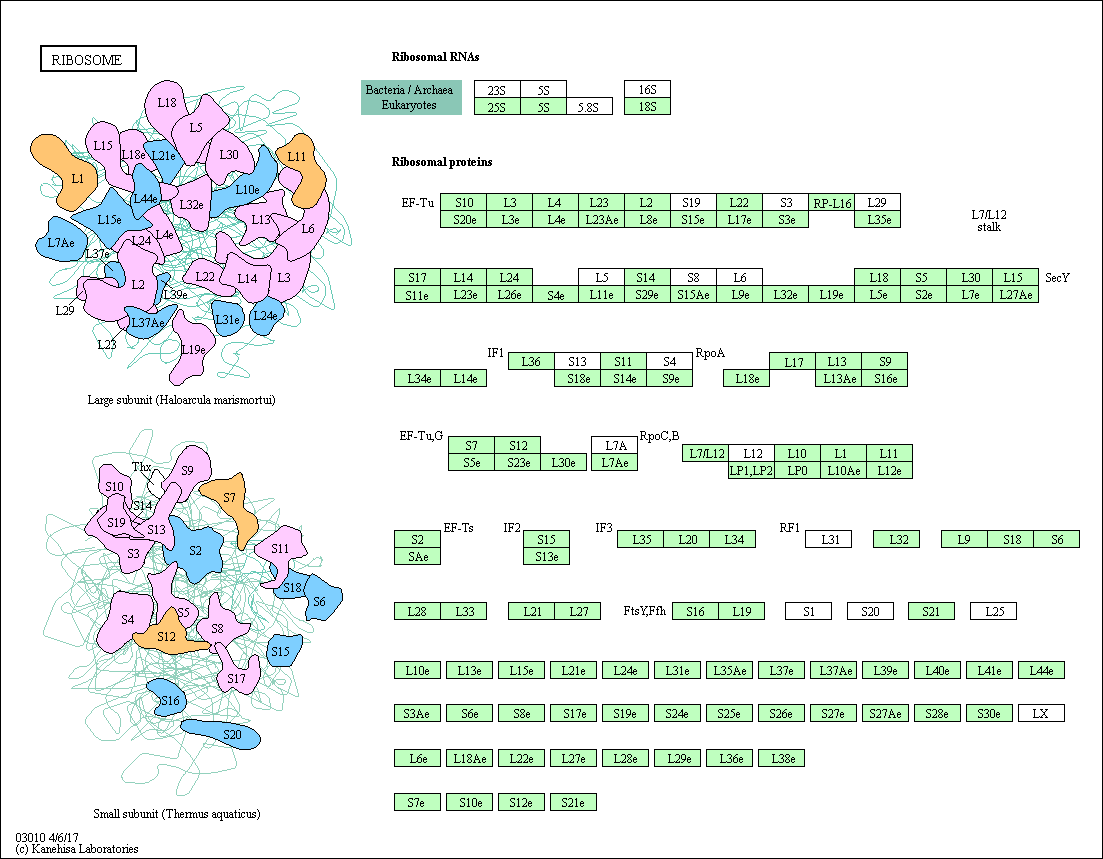 RIBOSOME
L18
L5
L15
L18e
L21e
L30
L11
L1
L44e
L10e
L32e
L15e
L13
L6
L7Ae
L24
L4e
L37e
L2
L22
L14
L3
L39e
L29
L37Ae
L31e
L24e
L23
L19e
Large subunit (Haloarcula marismortui)
Thx
S9
S10
S7
S14
S19
S13
S3
S2
S11
S18
S6
S4
S5
S8
S12
S15
S17
S16
S20
Small subunit (Thermus aquaticus)
03010 4/6/17
(c) Kanehisa Laboratories
Ribosomal RNAs
Bacteria / Archaea 23S 5S 16S
Eukaryotes 25S 5S 5.8S 18S
Ribosomal proteins
EF-Tu S10 L3 L4 L23 L2 S19 L22 S3 RP-L16 L29
S20e L3e L4e L23Ae L8e S15e L17e S3e L35e
L7/L12
stalk
S17 L14 L24 L5 S14 S8 L6 L18 S5 L30 L15 SecY
S11e L23e L26e S4e L11e S29e S15Ae L9e L32e L19e L5e S2e L7e L27Ae
IF1 L36 S13 S11 S4 RpoA L17 L13 S9
L34e L14e S18e S14e S9e L18e L13Ae S16e
EF-Tu,G S7 S12 L7A RpoC,B L7/L12 L12 L10 L1 L11
S5e S23e L30e L7Ae LP1,LP2 LP0 L10Ae L12e
S2 EF-Ts IF2 S15 IF3 L35 L20 L34 RF1 L31 L32 L9 S18 S6
SAe S13e
L28 L33 L21 L27 FtsY,Ffh S16 L19 S1 S20 S21 L25
L10e L13e L15e L21e L24e L31e L35Ae L37e L37Ae L39e L40e L41e L44e
S3Ae S6e S8e S17e S19e S24e S25e S26e S27e S27Ae S28e S30e LX
L6e L18Ae L22e L27e L28e L29e L36e L38e
S7e S10e S12e S21e